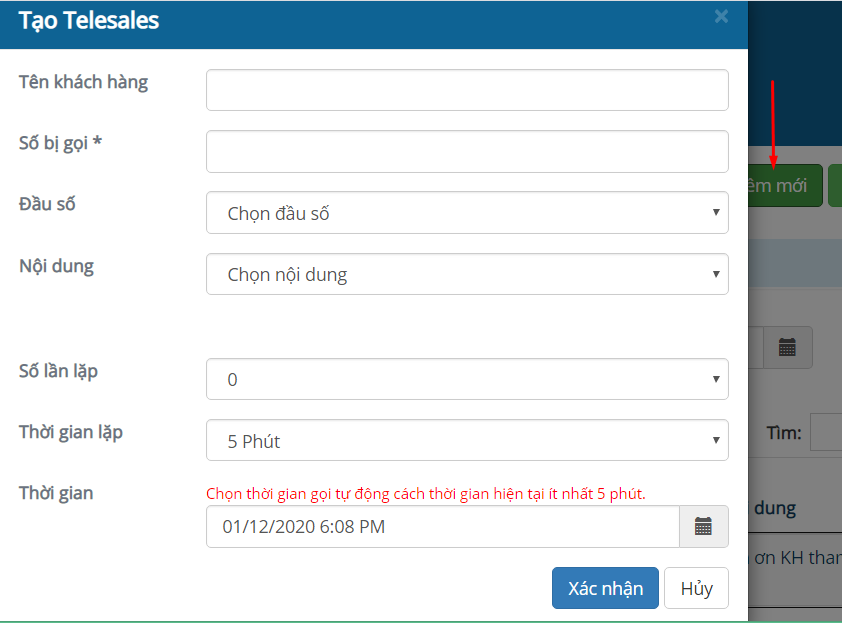 Tạo Telesales ×
Tên khách hàng
Số bị gọi *
Đầu số Chọn đầu số
Nội dung Chọn nội dung
Số lần lặp 0
Thời gian lặp 5 Phút
Thời gian Chọn thời gian gọi tự động cách thời gian hiện tại ít nhất 5 phút.
01/12/2020 6:08 PM
Xác nhận Hủy
mới
Tìm:
dung
ơn KH